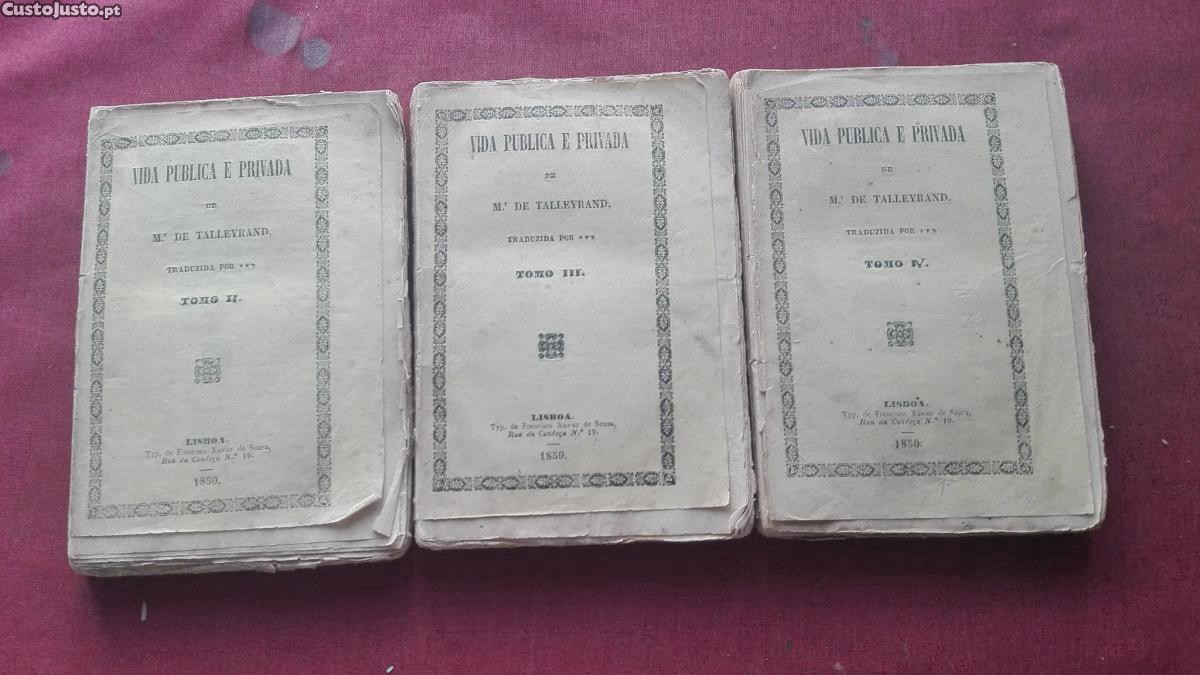 CustoJusto.pt
VIDA PUBLICA E PRIVADA
DE
M.r DE TALLEYRAND,
TRADUZIDA POR ***
TOMO II.
LISBOA.
Typ. de Francisco Xavier de Souza,
Rua da Condeça N.º 19.
1850.
VIDA PUBLICA E PRIVADA
DE
M.r DE TALLEYRAND,
TRADUZIDA POR ***
TOMO III.
LISBOA.
Typ. de Francisco Xavier de Sousa,
Rua da Condeça N.º 19.
1850.
VIDA PUBLICA E PRIVADA
DE
M.r DE TALLEYRAND,
TRADUZIDA POR ***
TOMO IV.
LISBOA.
Typ. de Francisco Xavier de Souza,
Rua da Condeça N.º 19.
1850.